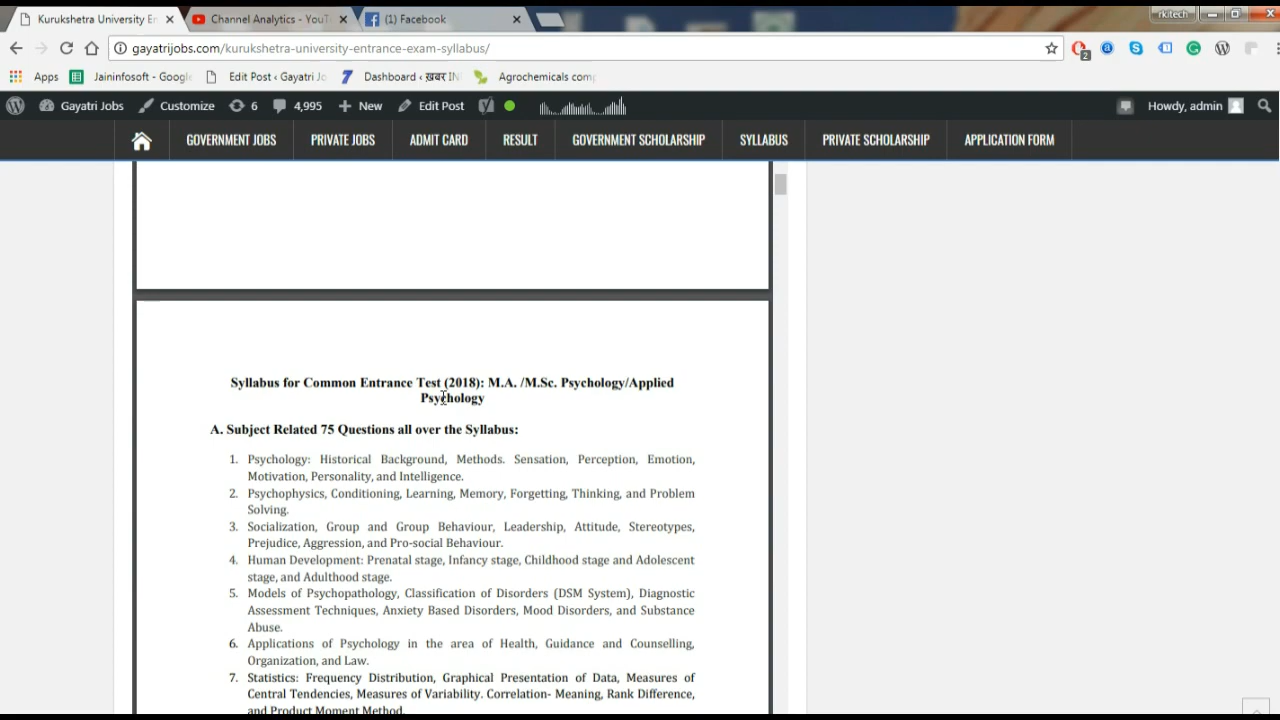 Kurukshetra University En
Channel Analytics - YouT
(1) Facebook
rkitech
gayatrijobs.com/kurukshetra-university-entrance-exam-syllabus/
2
Apps
Jaininfosoft - Google
Edit Post ‹ Gayatri Jo
Dashboard ‹ ख़बर IN
Agrochemicals comp
Gayatri Jobs
Customize
6
4,995
New
Edit Post
Howdy, admin
GOVERNMENT JOBS
PRIVATE JOBS
ADMIT CARD
RESULT
GOVERNMENT SCHOLARSHIP
SYLLABUS
PRIVATE SCHOLARSHIP
APPLICATION FORM
Syllabus for Common Entrance Test (2018): M.A. /M.Sc. Psychology/Applied
Psychology
A. Subject Related 75 Questions all over the Syllabus:
1. Psychology: Historical Background, Methods. Sensation, Perception, Emotion,
Motivation, Personality, and Intelligence.
2. Psychophysics, Conditioning, Learning, Memory, Forgetting, Thinking, and Problem
Solving.
3. Socialization, Group and Group Behaviour, Leadership, Attitude, Stereotypes,
Prejudice, Aggression, and Pro-social Behaviour.
4. Human Development: Prenatal stage, Infancy stage, Childhood stage and Adolescent
stage, and Adulthood stage.
5. Models of Psychopathology, Classification of Disorders (DSM System), Diagnostic
Assessment Techniques, Anxiety Based Disorders, Mood Disorders, and Substance
Abuse.
6. Applications of Psychology in the area of Health, Guidance and Counselling,
Organization, and Law.
7. Statistics: Frequency Distribution, Graphical Presentation of Data, Measures of
Central Tendencies, Measures of Variability. Correlation- Meaning, Rank Difference,
and Product Moment Method.